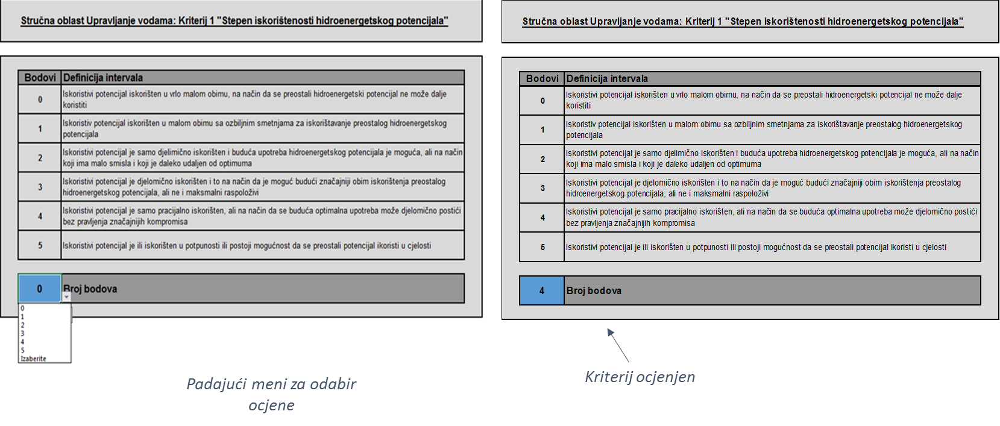 Stručna oblast Upravljanje vodama: Kriterij 1 "Stepen iskorištenosti hidroenergetskog potencijala"
Bodovi Definicija intervala
0 Iskoristivi potencijal iskorišten u vrlo malom obimu, na način da se preostali hidroenergetski potencijal ne može dalje
koristiti
1 Iskoristiv potencijal iskorišten u malom obimu sa ozbiljnim smetnjama za iskorištavanje preostalog hidroenergetskog
potencijala
2 Iskoristivi potencijal je samo djelimično iskorišten i buduća upotreba hidroenergetskog potencijala je moguća, ali na način
koji ima malo smisla i koji je daleko udaljen od optimuma
3 Iskoristivi potencijal je djelomično iskorišten i to na način da je moguć budući značajniji obim iskorištenja preostalog
hidroenergetskog potencijala, ali ne i maksmalni raspoloživi
4 Iskoristivi potencijal je samo pracijalno iskorišten, ali na način da se buduća optimalna upotreba može djelomično postići
bez pravljenja značajnijih kompromisa
5 Iskoristivi potencijal je ili iskorišten u potpunosti ili postoji mogućnost da se preostali potencijal ikoristi u cjelosti
0 Broj bodova
0
1
2
3
4
5
Izaberite
Padajući meni za odabir
ocjene
Stručna oblast Upravljanje vodama: Kriterij 1 "Stepen iskorištenosti hidroenergetskog potencijala"
Bodovi Definicija intervala
0 Iskoristivi potencijal iskorišten u vrlo malom obimu, na način da se preostali hidroenergetski potencijal ne može dalje
koristiti
1 Iskoristiv potencijal iskorišten u malom obimu sa ozbiljnim smetnjama za iskorištavanje preostalog hidroenergetskog
potencijala
2 Iskoristivi potencijal je samo djelimično iskorišten i buduća upotreba hidroenergetskog potencijala je moguća, ali na način
koji ima malo smisla i koji je daleko udaljen od optimuma
3 Iskoristivi potencijal je djelomično iskorišten i to na način da je moguć budući značajniji obim iskorištenja preostalog
hidroenergetskog potencijala, ali ne i maksmalni raspoloživi
4 Iskoristivi potencijal je samo pracijalno iskorišten, ali na način da se buduća optimalna upotreba može djelomično postići
bez pravljenja značajnijih kompromisa
5 Iskoristivi potencijal je ili iskorišten u potpunosti ili postoji mogućnost da se preostali potencijal ikoristi u cjelosti
4 Broj bodova
Kriterij ocjenjen